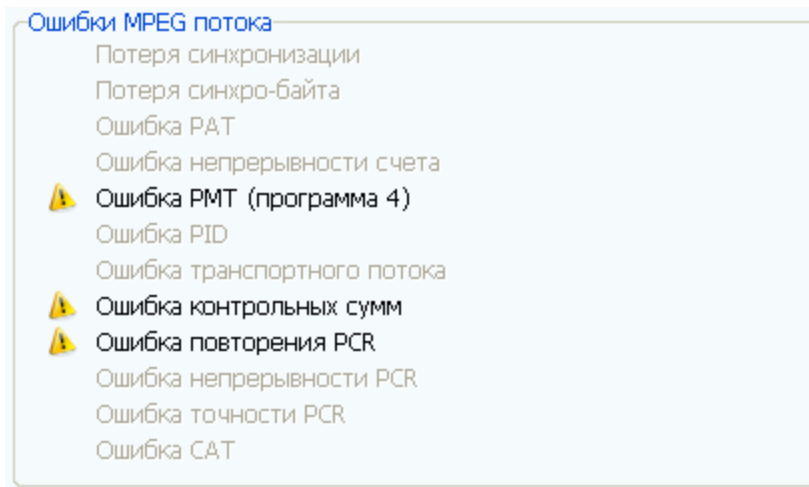 Ошибки MPEG потока
Потеря синхронизации
Потеря синхро-байта
Ошибка PAT
Ошибка непрерывности счета
Ошибка PMT (программа 4)
Ошибка PID
Ошибка транспортного потока
Ошибка контрольных сумм
Ошибка повторения PCR
Ошибка непрерывности PCR
Ошибка точности PCR
Ошибка CAT